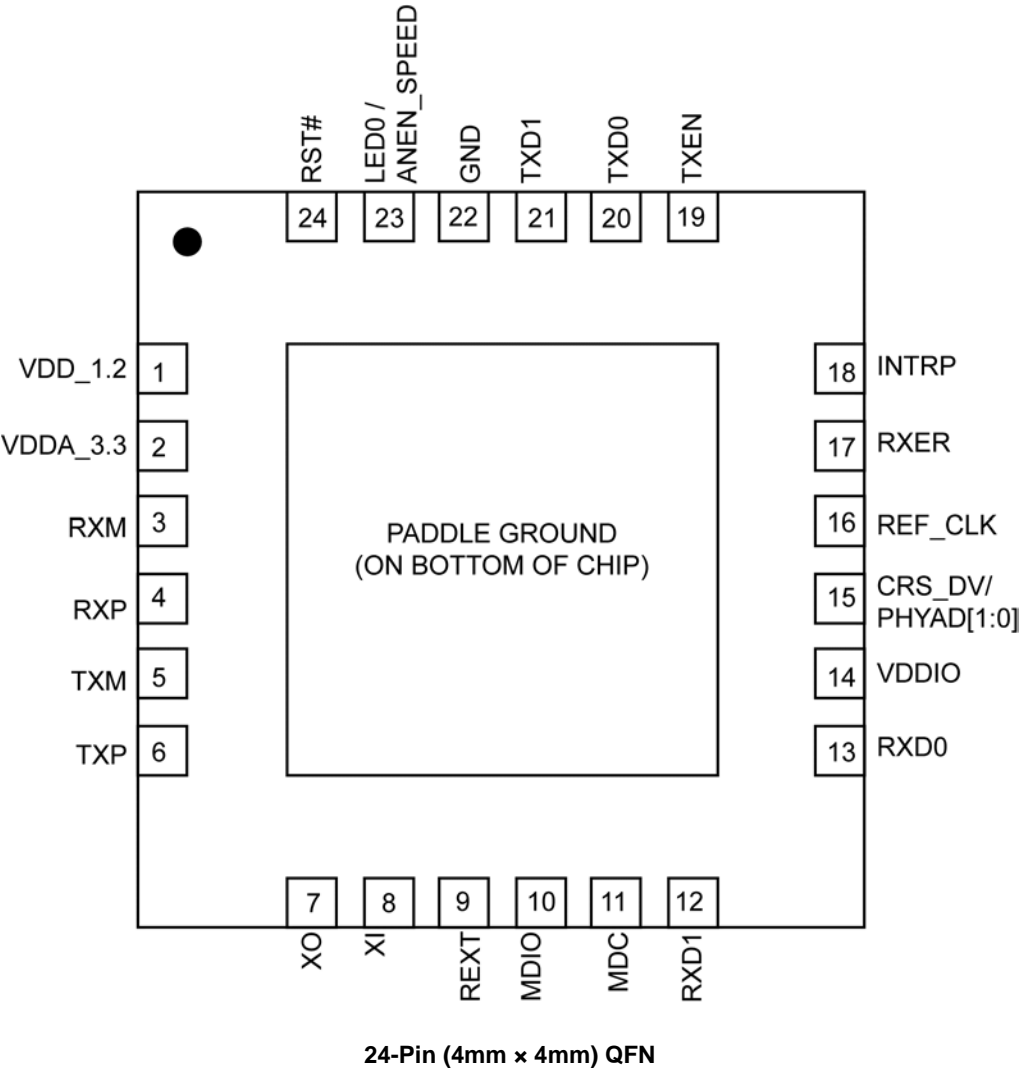 RST#
LED0 /
ANEN_SPEED
GND
TXD1
TXD0
TXEN
24
23
22
21
20
19
VDD_1.2
1
VDDA_3.3
2
RXM
3
RXP
4
TXM
5
TXP
6
PADDLE GROUND
(ON BOTTOM OF CHIP)
18
INTRP
17
RXER
16
REF_CLK
15
CRS_DV/
PHYAD[1:0]
14
VDDIO
13
RXD0
7
8
9
10
11
12
XO
XI
REXT
MDIO
MDC
RXD1
24-Pin (4mm × 4mm) QFN